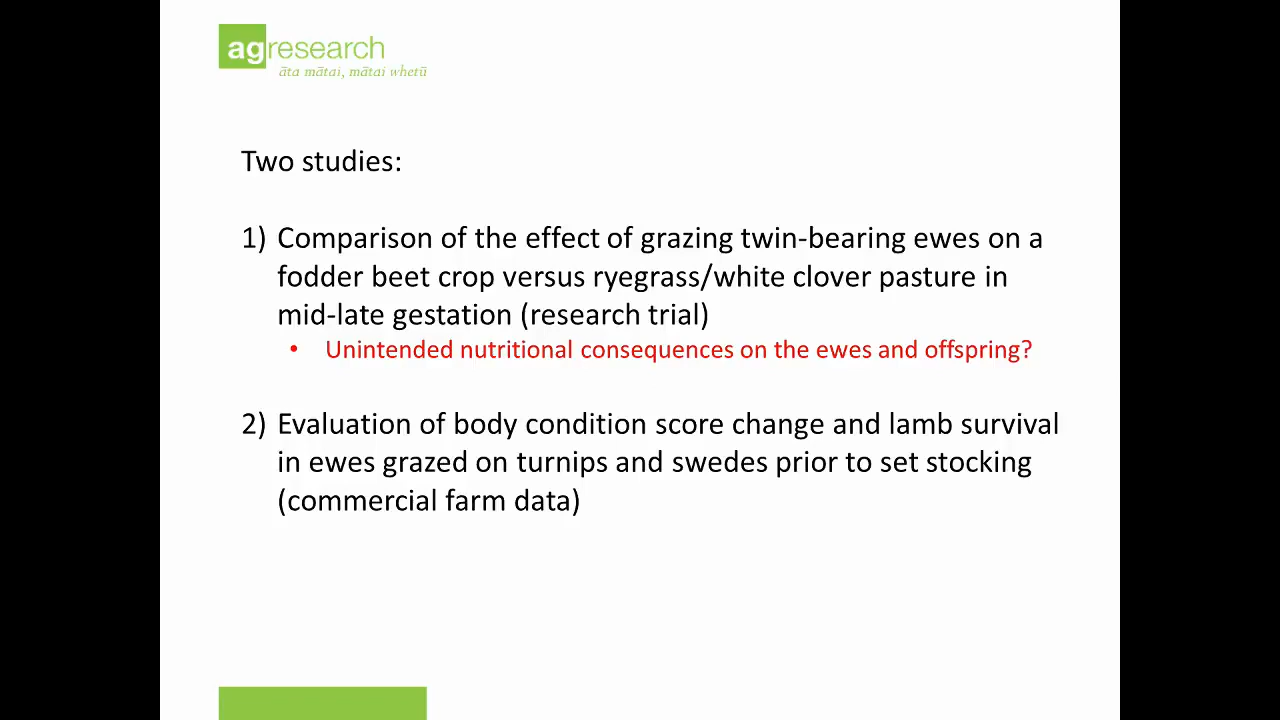 agresearch
āta mātai, mātai whetū
Two studies:
1) Comparison of the effect of grazing twin-bearing ewes on a
fodder beet crop versus ryegrass/white clover pasture in
mid-late gestation (research trial)
• Unintended nutritional consequences on the ewes and offspring?
2) Evaluation of body condition score change and lamb survival
in ewes grazed on turnips and swedes prior to set stocking
(commercial farm data)